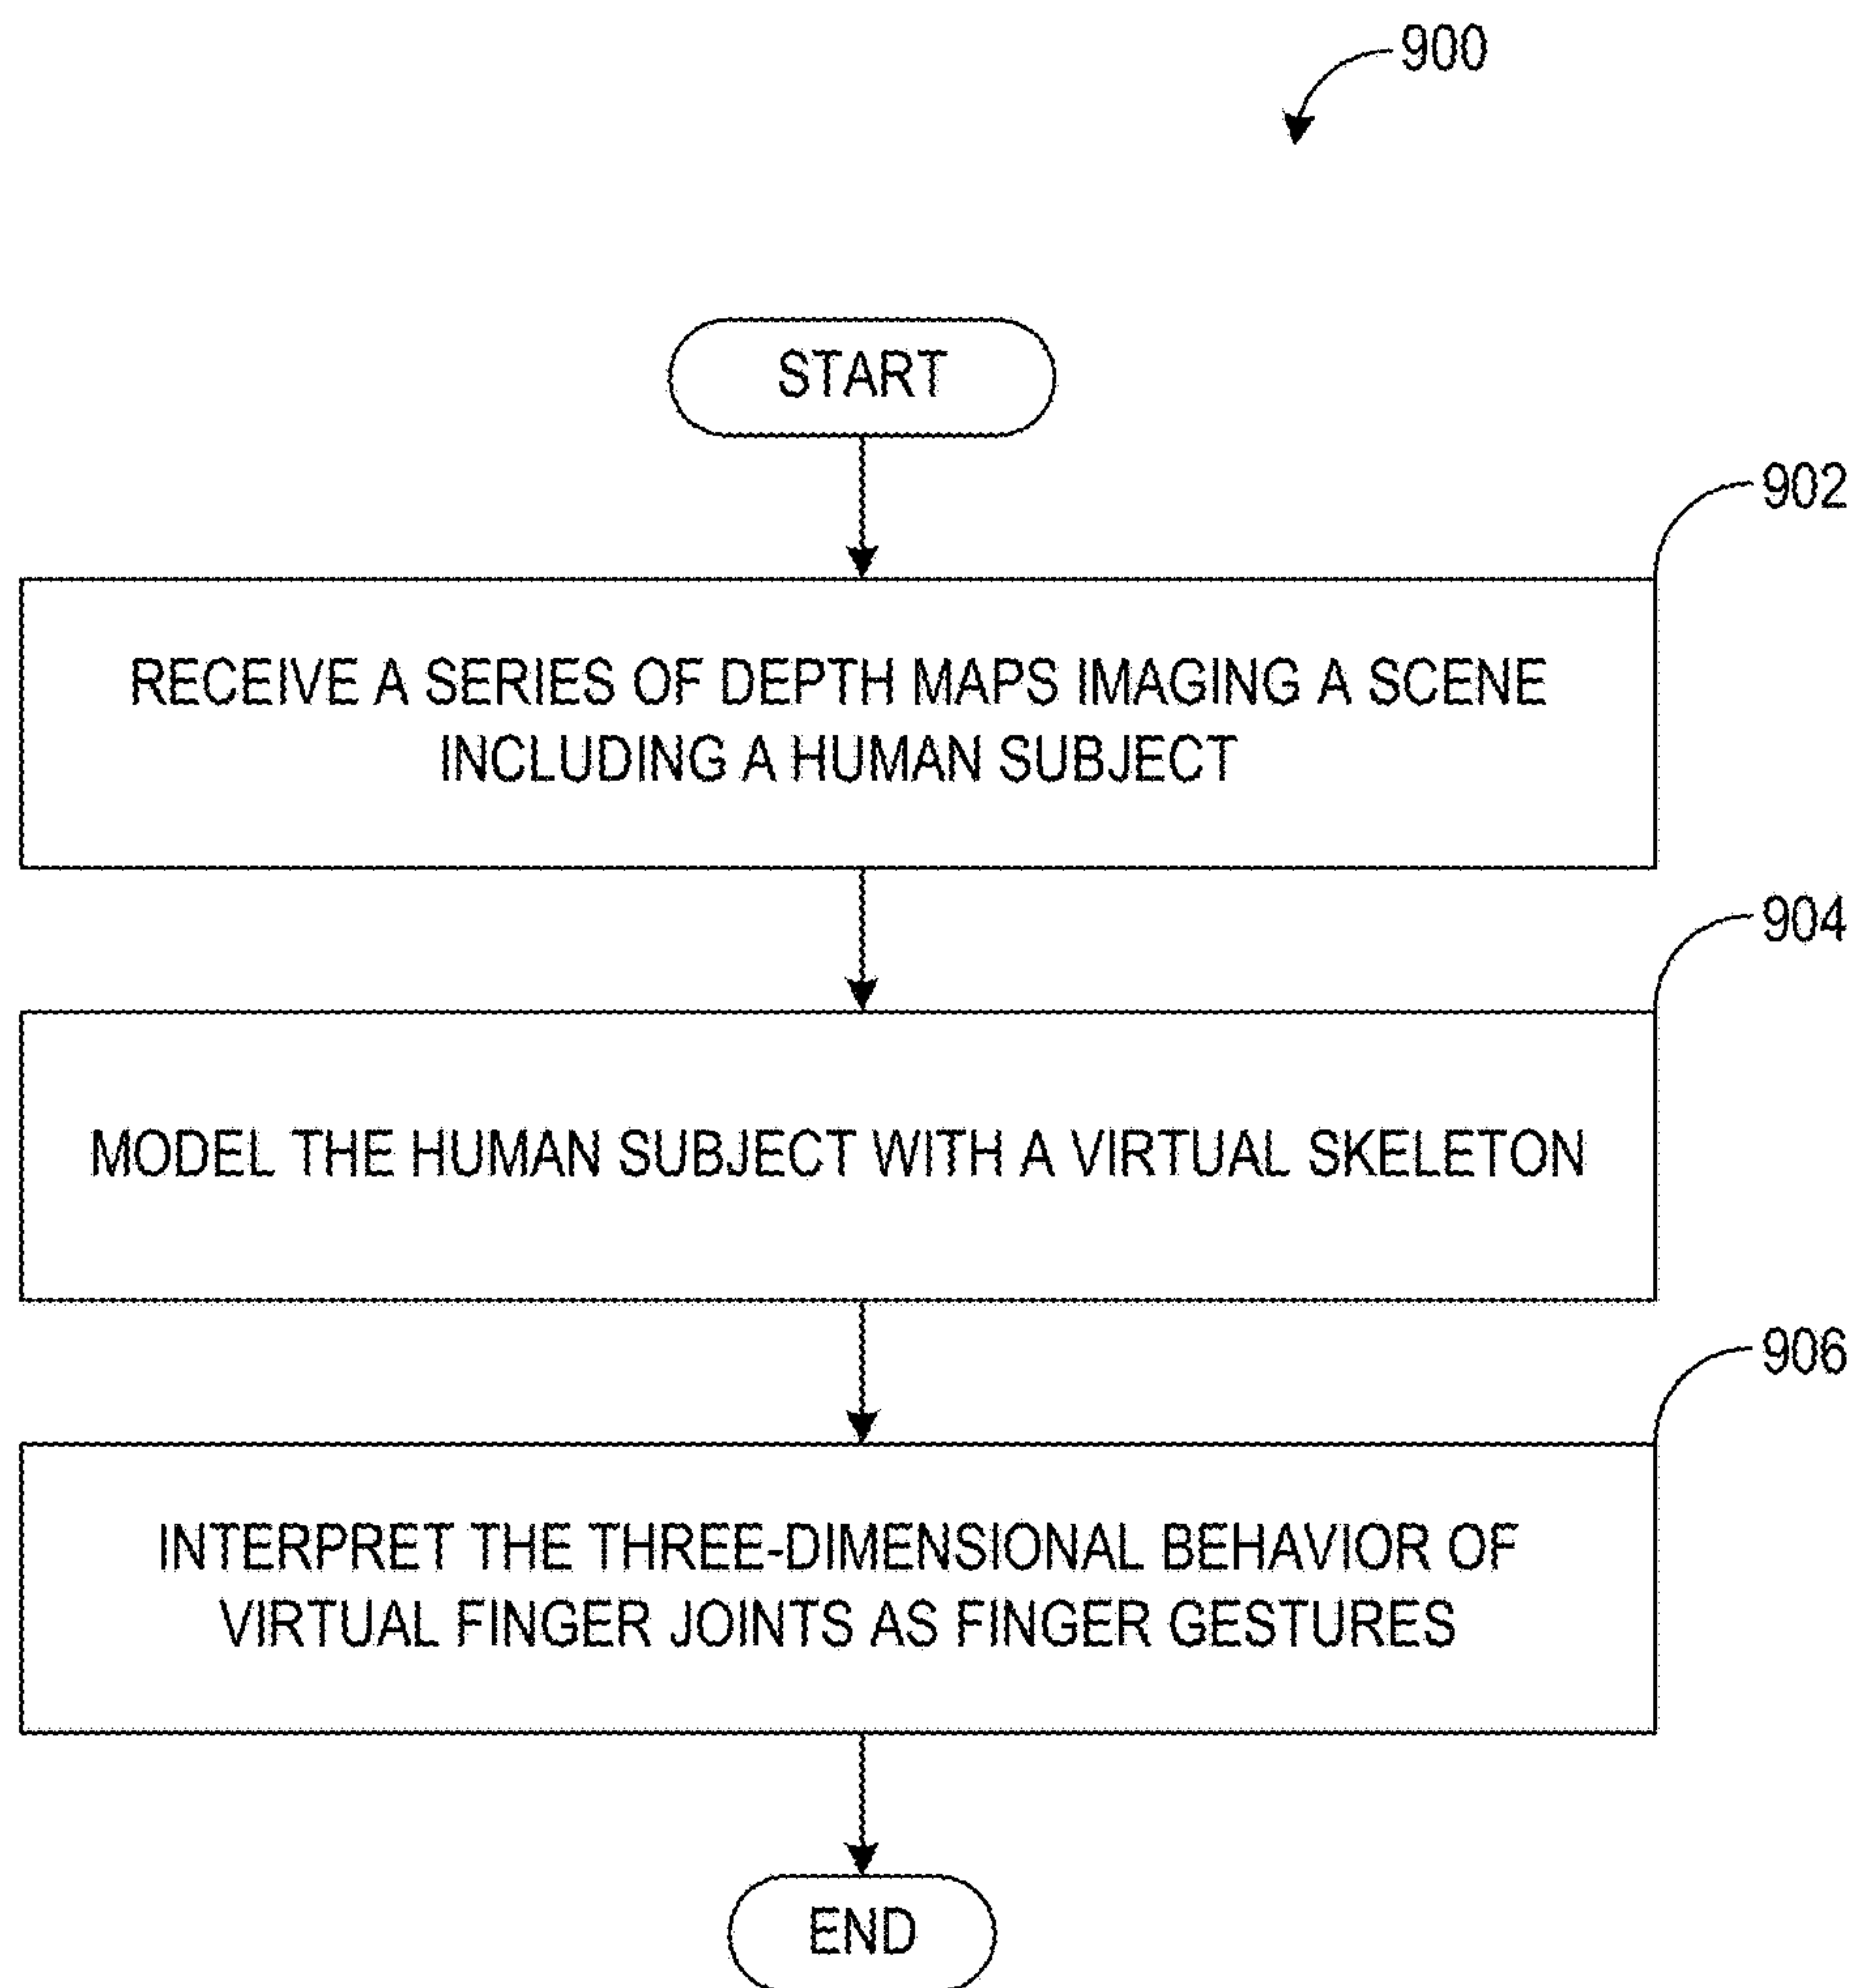 900
START
902
RECEIVE A SERIES OF DEPTH MAPS IMAGING A SCENE
INCLUDING A HUMAN SUBJECT
904
MODEL THE HUMAN SUBJECT WITH A VIRTUAL SKELETON
906
INTERPRET THE THREE-DIMENSIONAL BEHAVIOR OF
VIRTUAL FINGER JOINTS AS FINGER GESTURES
END